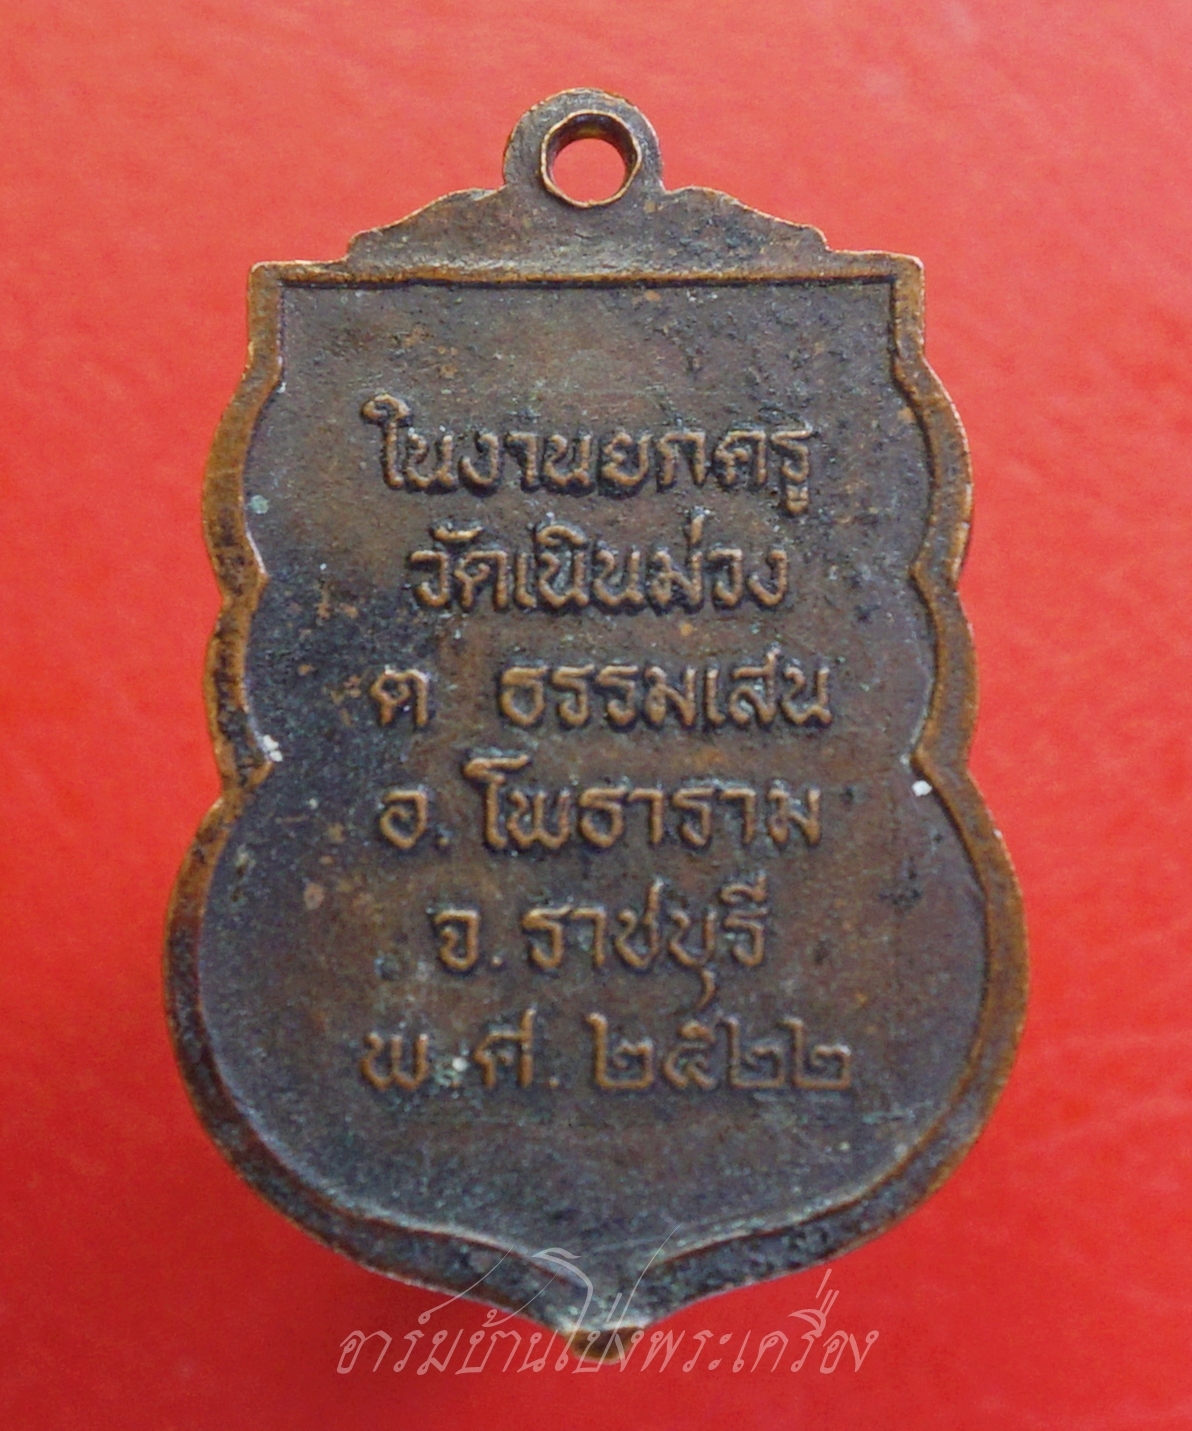 ในงานยกครู
วัดเนินม่วง
ต ธรรมเสน
อ. โพธาราม
จ. ราชบุรี
พ.ศ. ๒๕๒๒
อาร์มบ้านโป่งพระเครื่อง